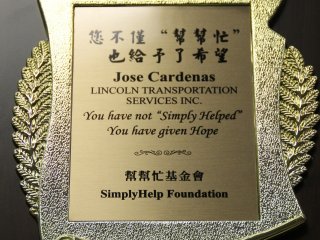 您不僅“幫幫忙”
也給予了希望
Jose Cardenas
LINCOLN TRANSPORTATION
SERVICES INC.
You have not “Simply Helped”
You have given Hope
幫幫忙基金會
SimplyHelp Foundation